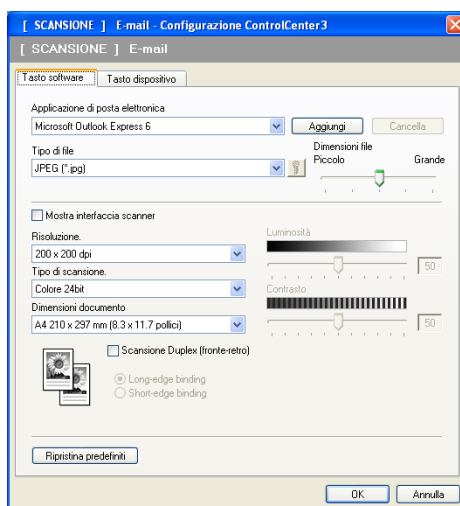 [ SCANSIONE ] E-mail - Configurazione ControlCenter3
[ SCANSIONE ] E-mail
Tasto software
Tasto dispositivo
Applicazione di posta elettronica
Microsoft Outlook Express 6
Aggiungi
Cancella
Tipo di file
Dimensioni file
Piccolo
Grande
JPEG (*.jpg)
Mostra interfaccia scanner
Risoluzione.
Luminosità
200 x 200 dpi
50
Tipo di scansione.
Colore 24bit
Contrasto
Dimensioni documento
A4 210 x 297 mm (8.3 x 11.7 pollici)
50
Scansione Duplex (fronte-retro)
Long-edge binding
Short-edge binding
Ripristina predefiniti
OK
Annulla